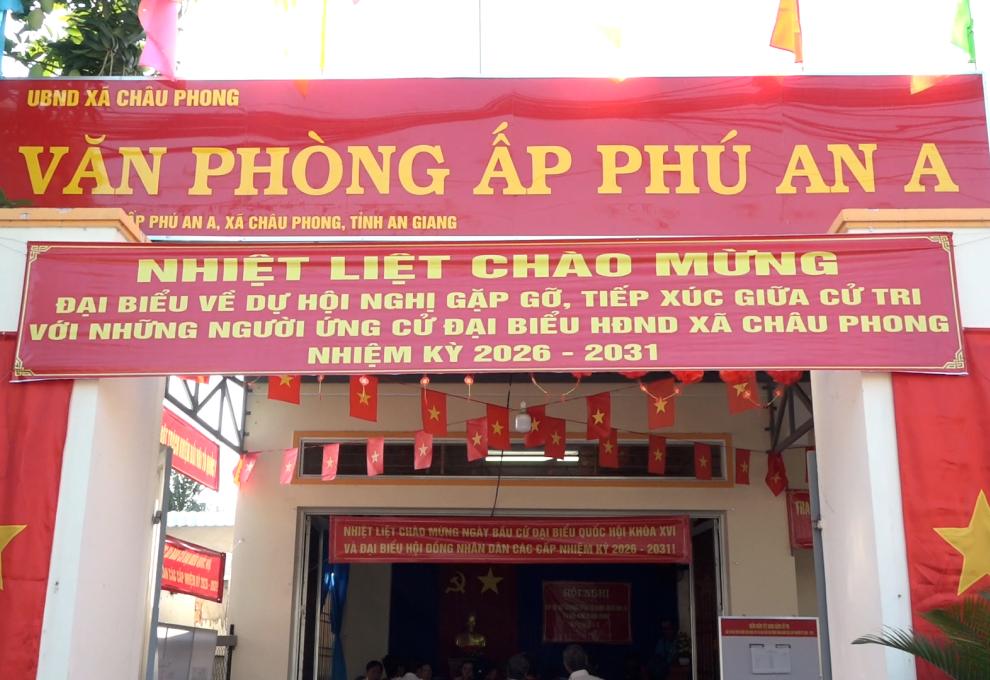 UBND XÃ CHÂU PHONG
VĂN PHÒNG ẤP PHÚ AN A
ẤP PHÚ AN A, XÃ CHÂU PHONG, TỈNH AN GIANG
NHIỆT LIỆT CHÀO MỪNG
ĐẠI BIỂU VỀ DỰ HỘI NGHỊ GẶP GỠ, TIẾP XÚC GIỮA CỬ TRI
VỚI NHỮNG NGƯỜI ỨNG CỬ ĐẠI BIỂU HĐND XÃ CHÂU PHONG
NHIỆM KỲ 2026 - 2031
NHIỆT LIỆT CHÀO MỪNG NGÀY BẦU CỬ ĐẠI BIỂU QUỐC HỘI KHÓA XVI
VÀ ĐẠI BIỂU HỘI ĐỒNG NHÂN DÂN CÁC CẤP NHIỆM KỲ 2026 - 2031!
HỘI NGHỊ